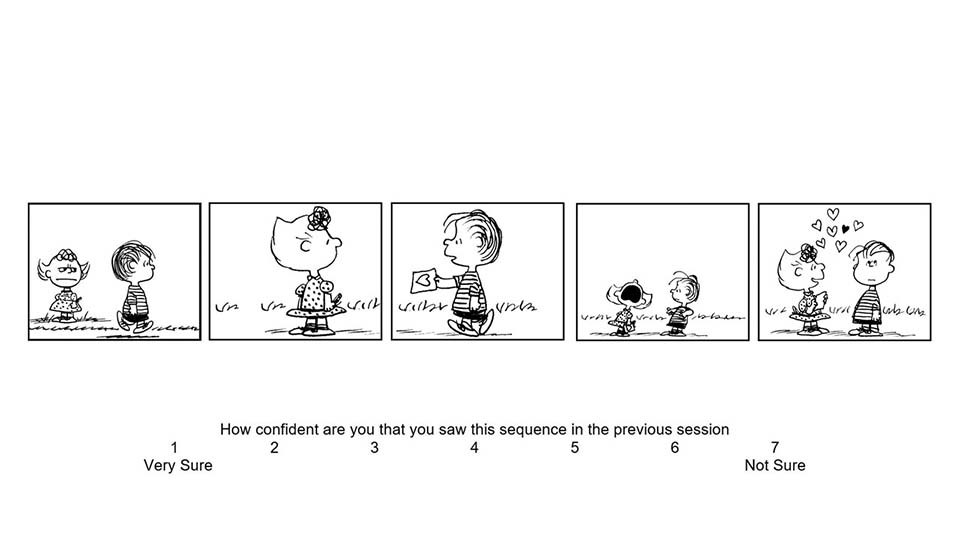 How confident are you that you saw this sequence in the previous session
1 2 3 4 5 6 7
Very Sure Not Sure